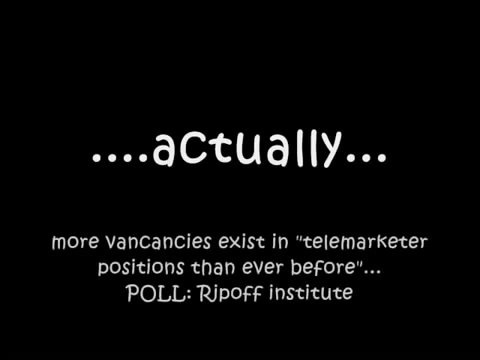 ....actually...
more vancancies exist in "telemarketer
positions than ever before"...
POLL: Ripoff institute